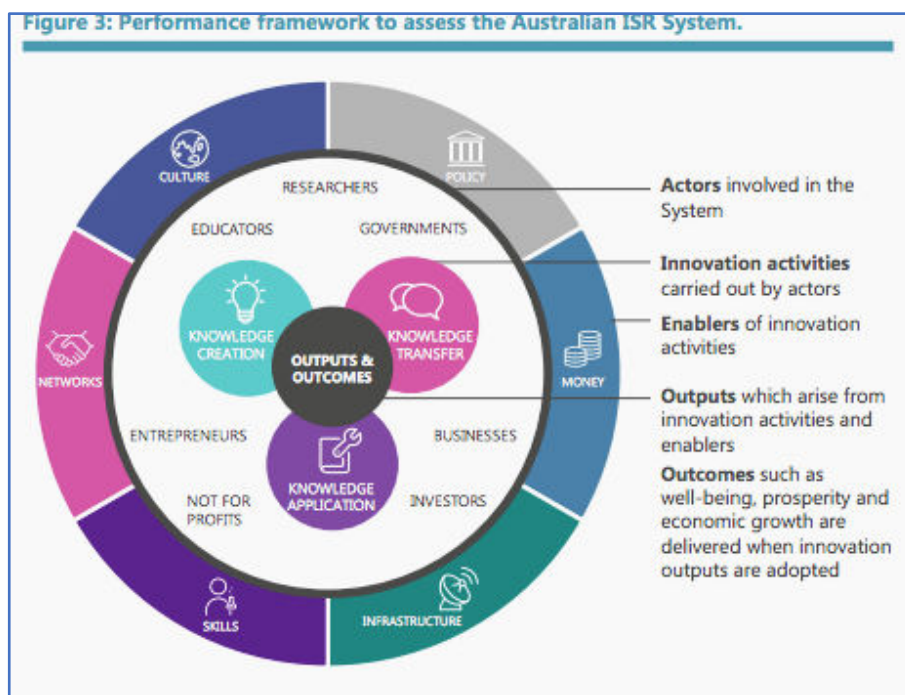 Figure 3: Performance framework to assess the Australian ISR System.
CULTURE
POLICY
RESEARCHERS
EDUCATORS
GOVERNMENTS
KNOWLEDGE
CREATION
KNOWLEDGE
TRANSFER
OUTPUTS &
OUTCOMES
NETWORKS
MONEY
ENTREPRENEURS
BUSINESSES
KNOWLEDGE
APPLICATION
NOT FOR
PROFITS
INVESTORS
SKILLS
INFRASTRUCTURE
Actors involved in the
System
Innovation activities
carried out by actors
Enablers of innovation
activities
Outputs which arise from
innovation activities and
enablers
Outcomes such as
well-being, prosperity and
economic growth are
delivered when innovation
outputs are adopted